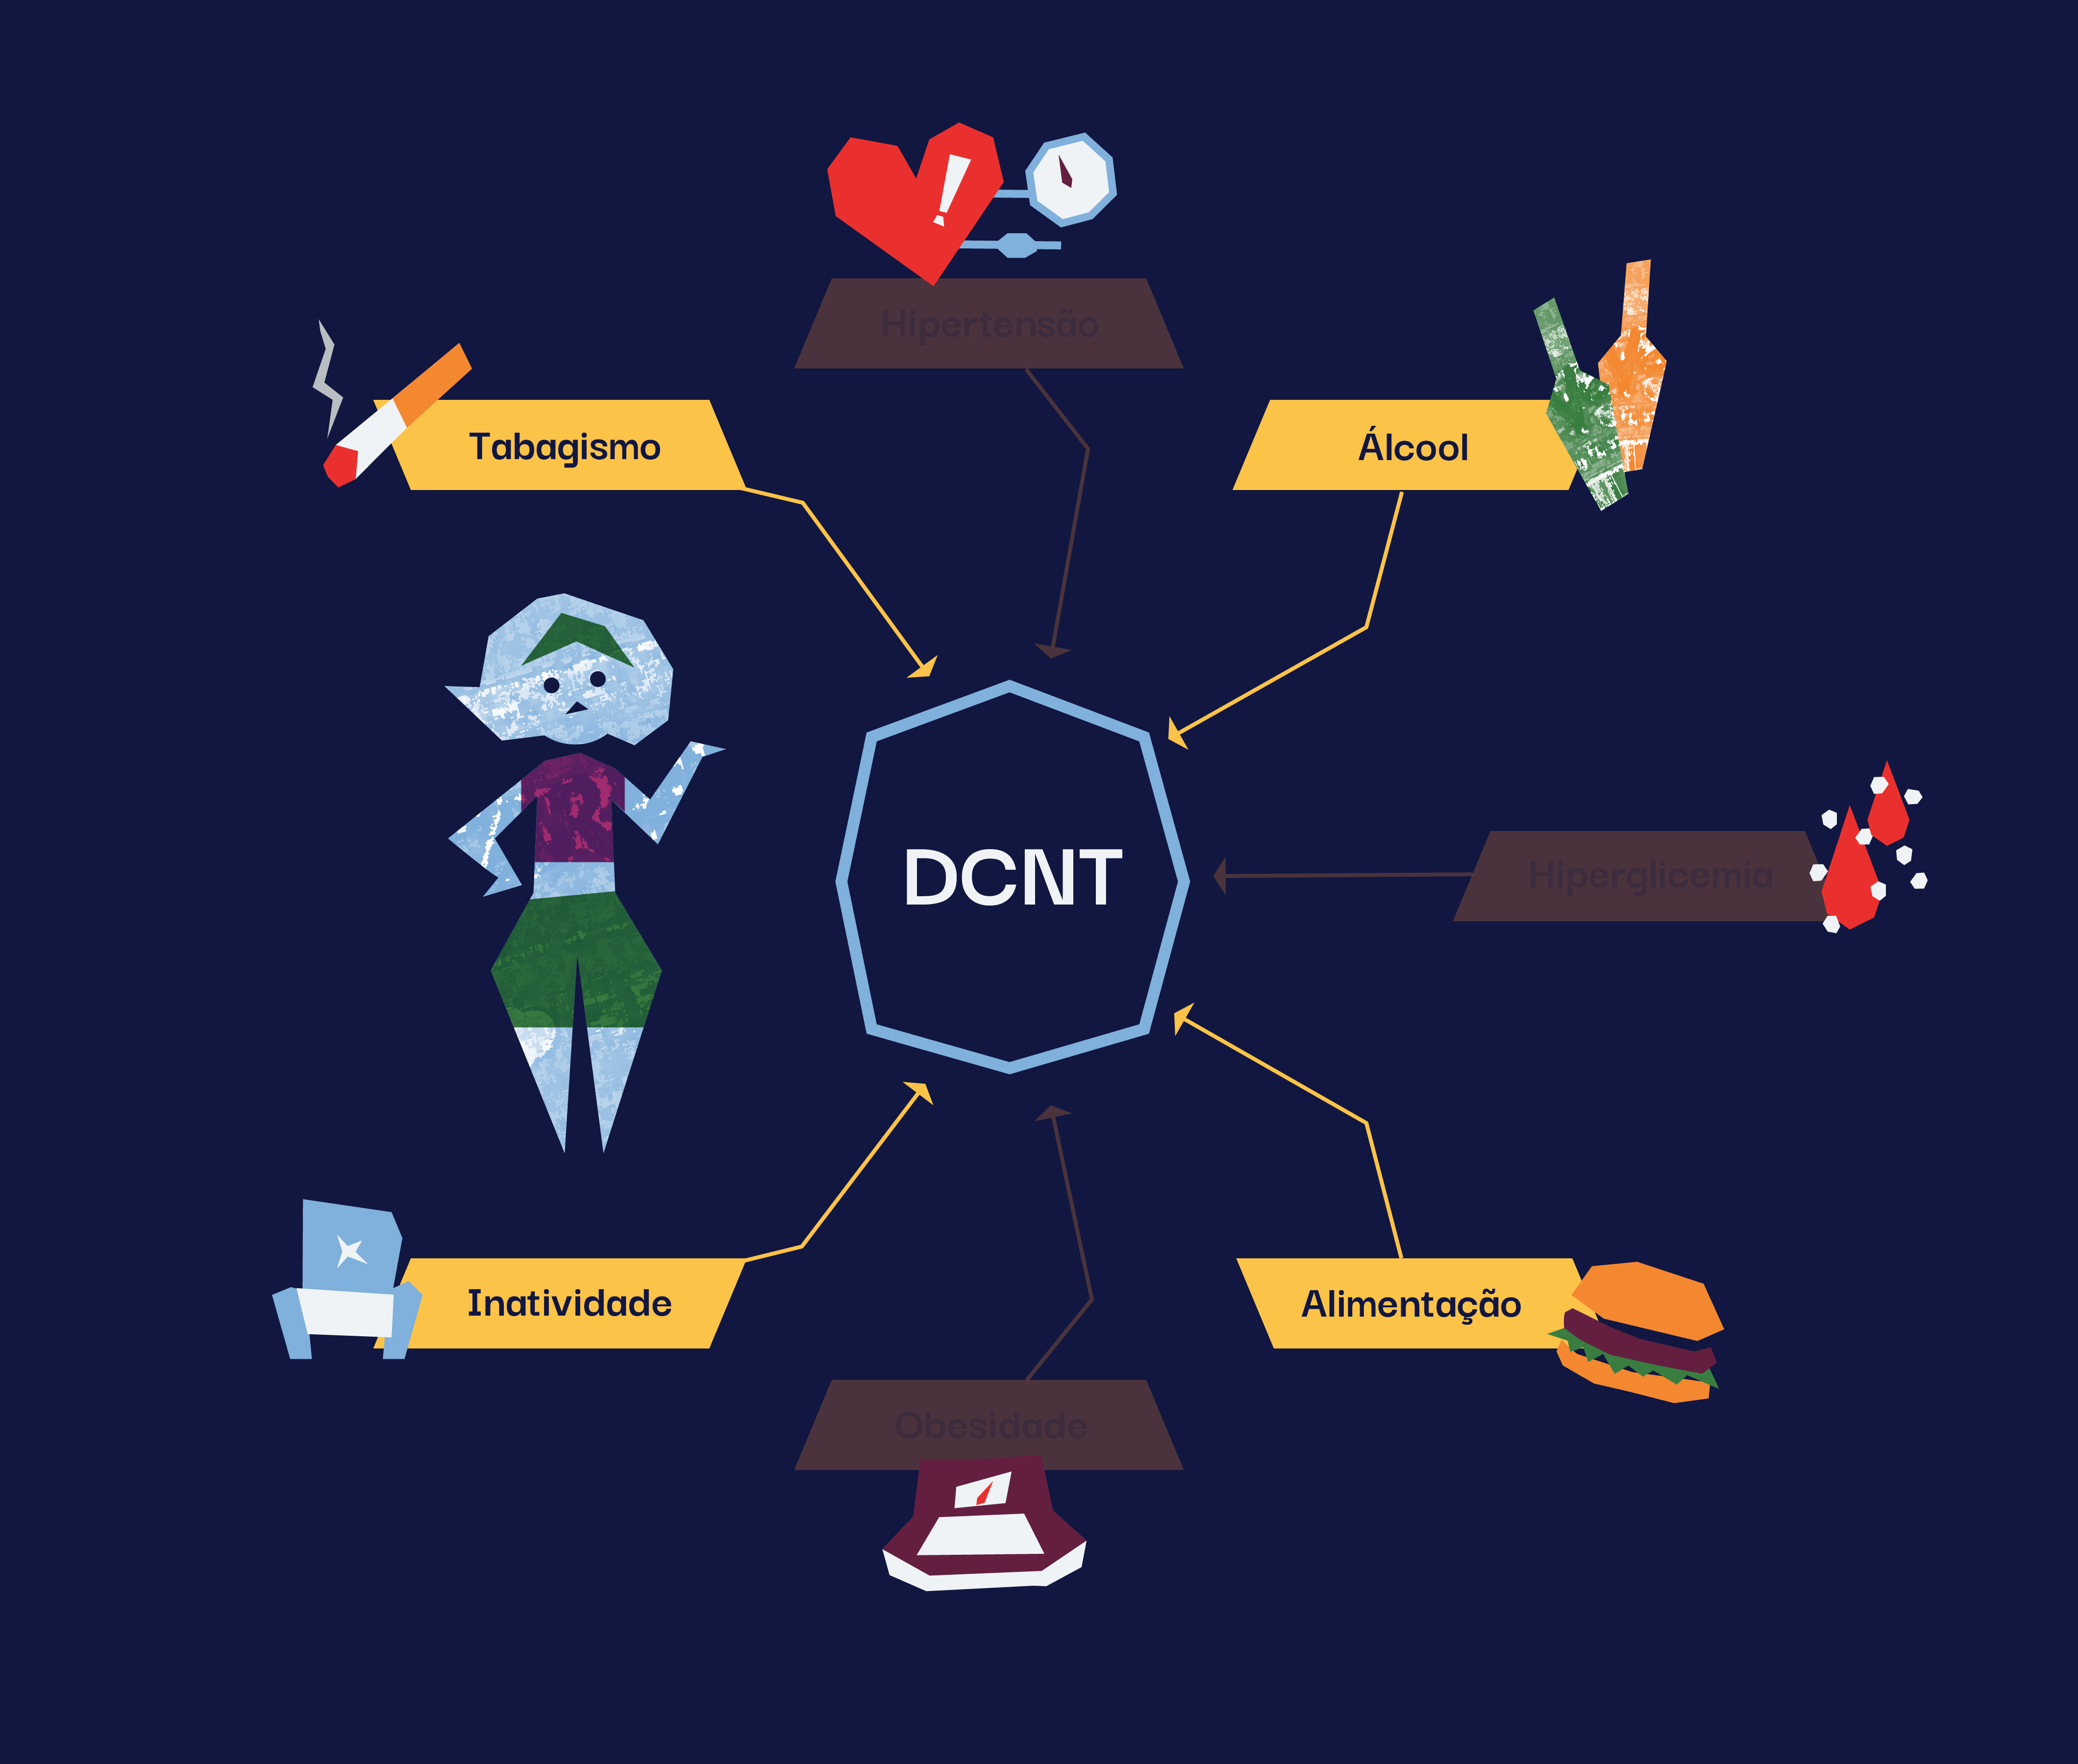 Hipertensão
Tabagismo
Álcool
DCNT
Hiperglicemia
Inatividade
Alimentação
Obesidade